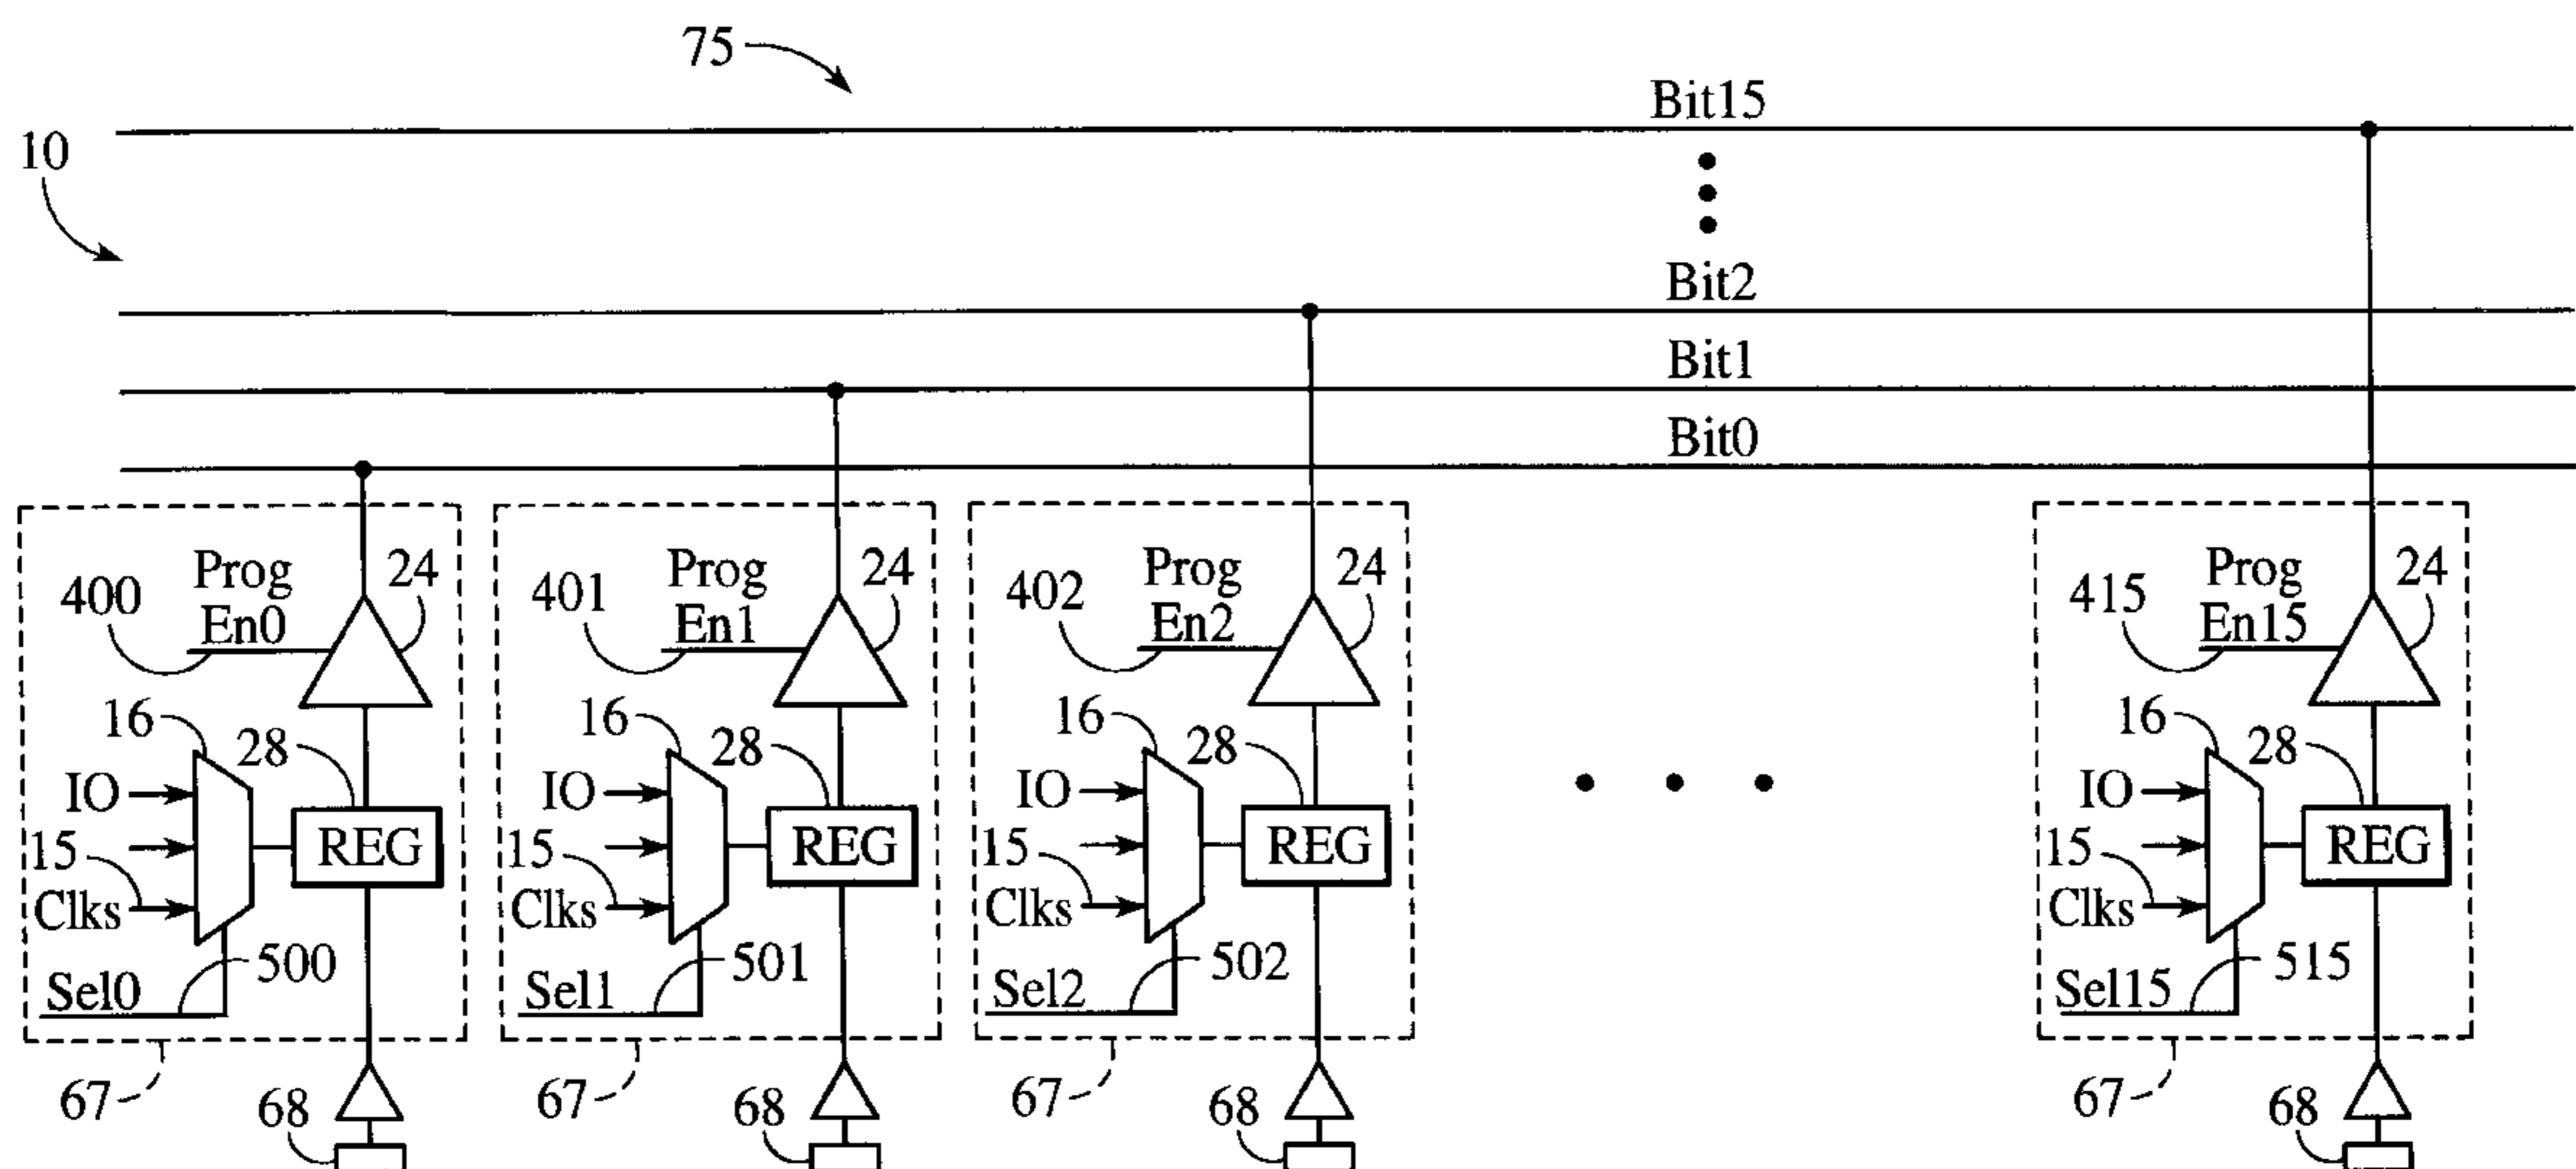 75
Bit15
10
Bit2
Bit1
Bit0
Prog
En0
24
400
16
28
IO
REG
15
Clks
500
Sel0
67
68
Prog
En1
24
401
16
28
IO
REG
15
Clks
501
Sel1
67
68
Prog
En2
24
402
16
28
IO
REG
15
Clks
502
Sel2
67
68
Prog
En15
24
415
16
28
IO
REG
15
Clks
515
Sel15
67
68